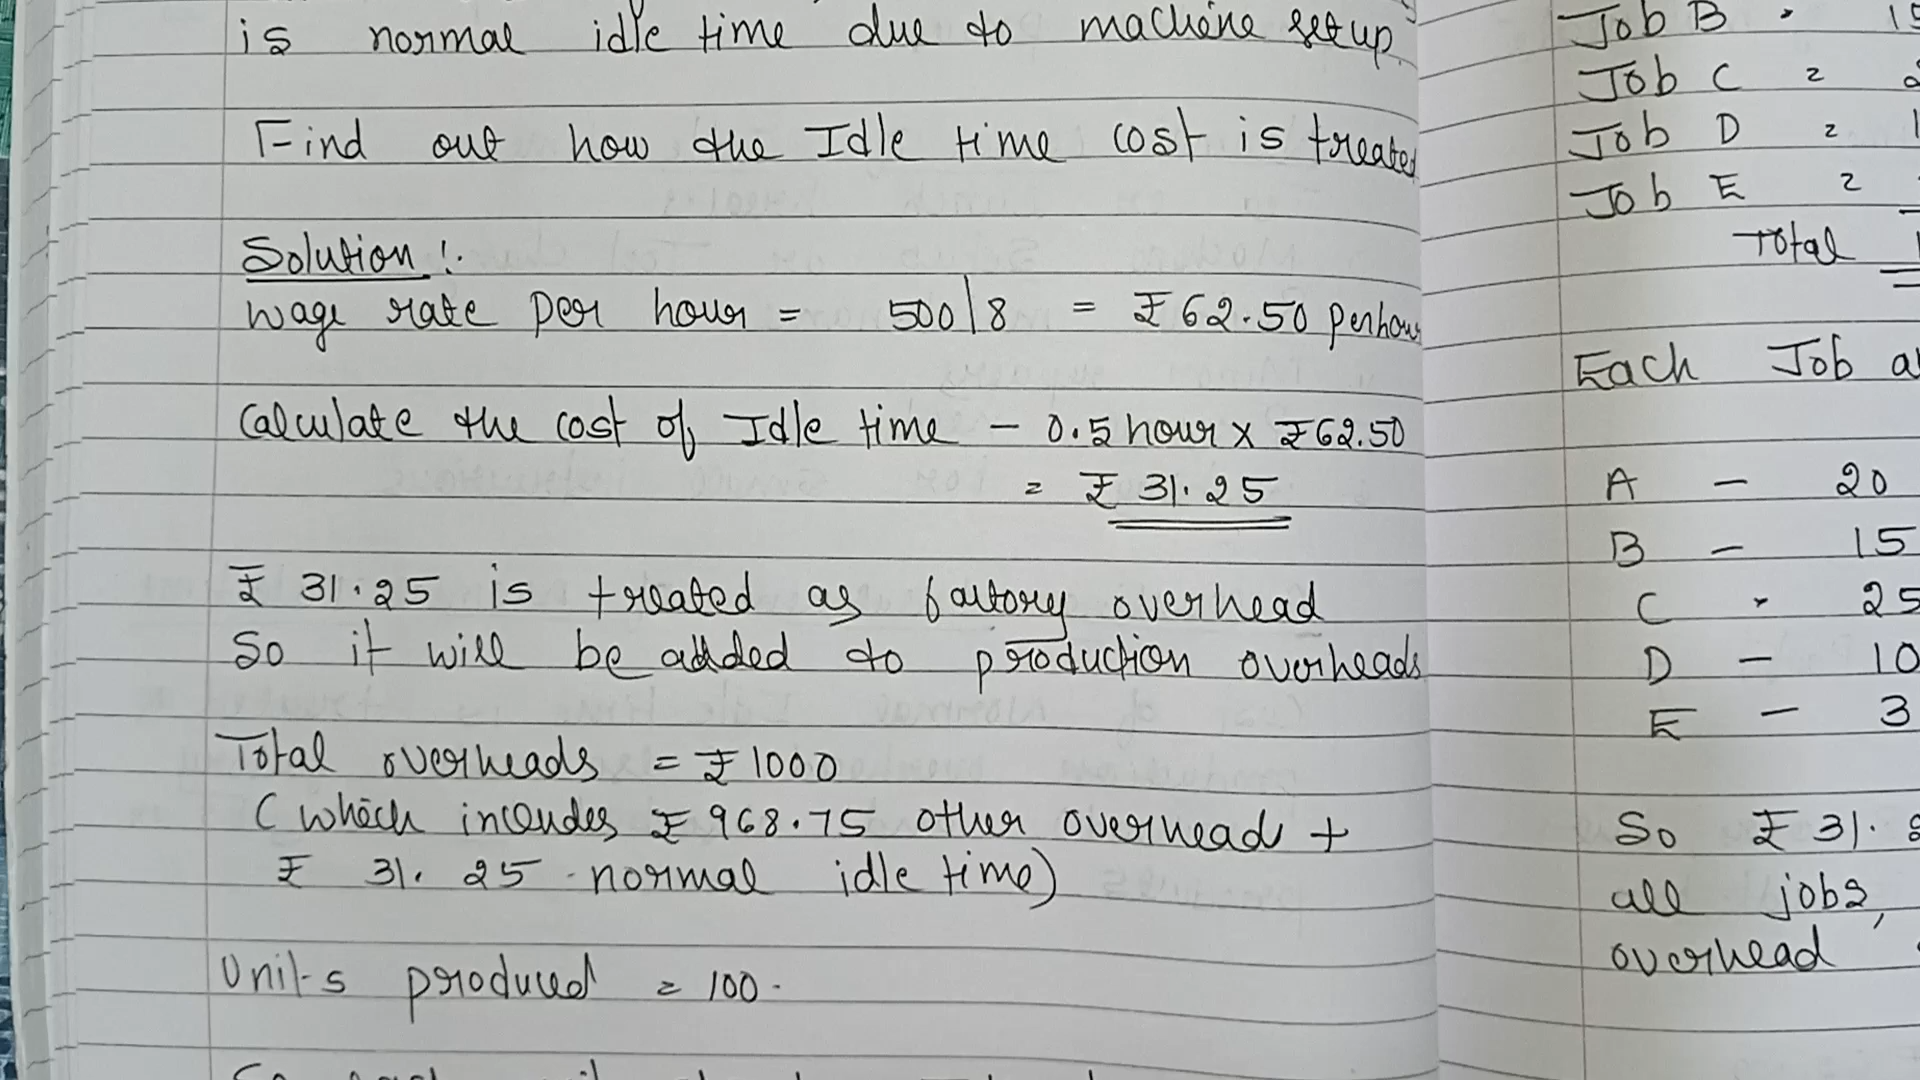 is normal idle time due to machine setup.
Find out how the Idle time cost is treated
Solution :.
wage rate per hour = 500/8 = ₹62.50 per hour
Calculate the cost of Idle time - 0.5 hour x ₹62.50
= ₹ 31.25
₹ 31.25 is treated as factory overhead
So it will be added to production overheads
Total overheads = ₹1000
(which includes ₹968.75 other overhead +
₹ 31.25 normal idle time)
Units produced = 100.
Job B = 15
Job C =
Job D =
Job E =
Total
Each Job
A - 20
B - 15
C - 25
D - 10
E - 3
So ₹ 31.
all jobs,
overhead